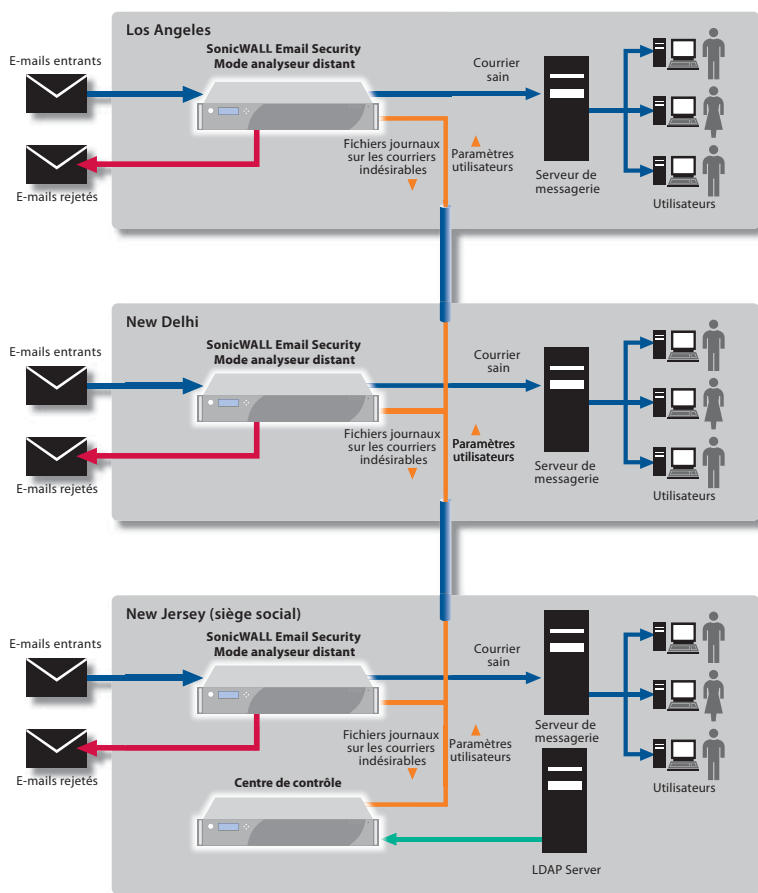 Los Angeles
SonicWALL Email Security
Mode analyseur distant
E-mails entrants
Courrier
sain
Fichiers journaux
sur les courriers
indésirables
Paramètres
utilisateurs
Serveur de
messagerie
Utilisateurs
E-mails rejetés
New Delhi
SonicWALL Email Security
Mode analyseur distant
E-mails entrants
Courrier
sain
Fichiers journaux
sur les courriers
indésirables
Paramètres
utilisateurs
Serveur de
messagerie
Utilisateurs
E-mails rejetés
New Jersey (siège social)
SonicWALL Email Security
Mode analyseur distant
E-mails entrants
Courrier
sain
Fichiers journaux
sur les courriers
indésirables
Paramètres
utilisateurs
Serveur de
messagerie
Utilisateurs
E-mails rejetés
Centre de contrôle
LDAP Server